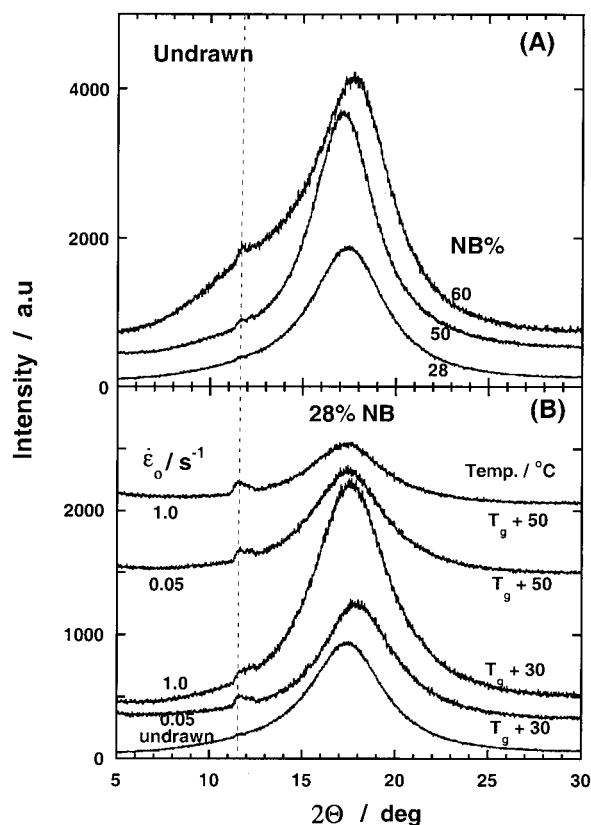 (A)
Undrawn
4000
2000
0
NB%
60
50
28
Intensity / a.u
(B)
28% NB
ε̇o / s-1
Temp. / oC
1.0
Tg + 50
2000
0.05
Tg + 50
1000
1.0
Tg + 30
0.05
undrawn
Tg + 30
0
5 10 15 20 25 30
2Θ / deg